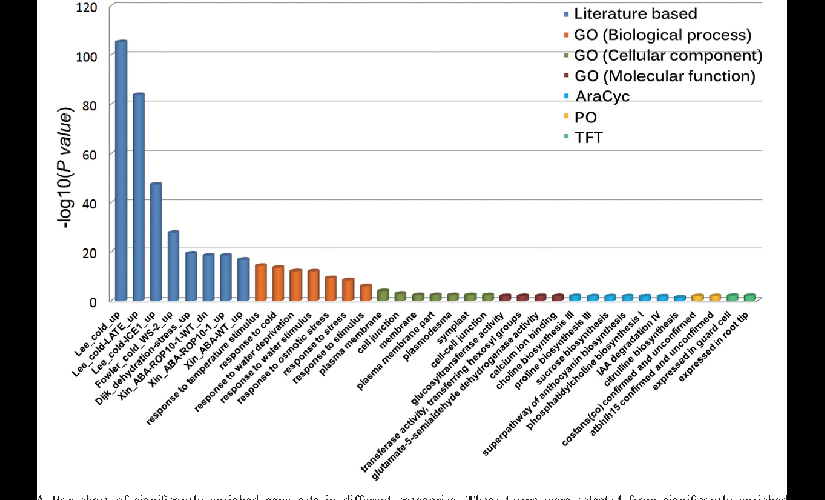 120
100
80
60
40
20
0
-log10(P value)
Literature based
GO (Biological process)
GO (Cellular component)
GO (Molecular function)
AraCyc
PO
TFT
Lee_cold_up
Lee_cold-LATE_up
Lee_cold-ICE1_up
Fowler_cold_WS-2_up
Dijk_dehydration-stress_up
Xin_ABA-ROP10-1-WT_dn
Xin_ABA-ROP10-1_up
Xin_ABA-WT_up
response to temperature stimulus
response to cold
response to water derivation
response to water stimulus
response to osmotic stress
response to stress
response to stimulus
plasma membrane
cell junction
membrane
plasma membrane part
plasmodesma
symplast
cell-cell junction
glucosyltransferase activity
transferase activity, transferring hexosyl groups
glutamate-5-semialdehyde dehydrogenase activity
calcium ion binding
choline biosynthesis III
proline biosynthesis III
sucrose biosynthesis
superpathway of anthocyanin biosynthesis
phosphatidylcholine biosynthesis I
IAA degradation IV
citrulline biosynthesis
cosfans(po) confirmed and unconfirmed
atbhlh15 confirmed and unconfirmed
expressed in guard cell
expressed in root tip